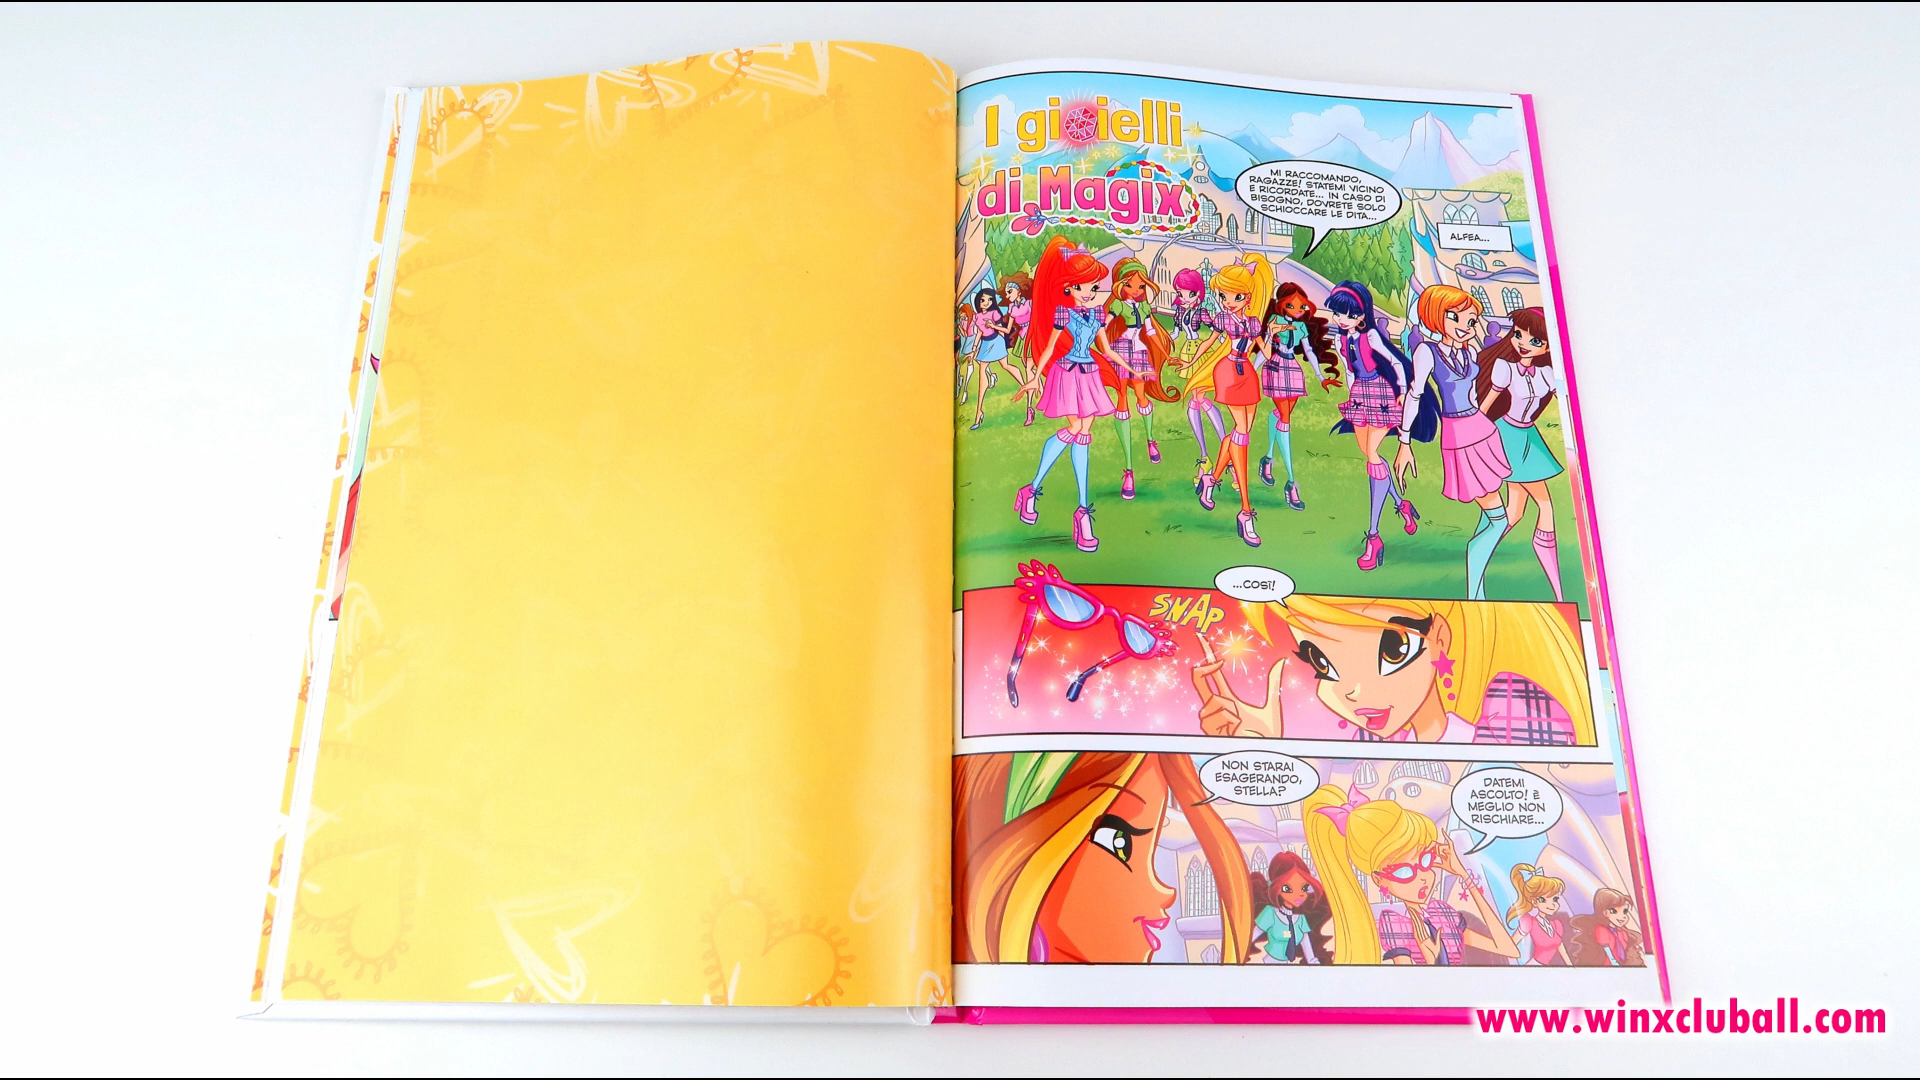 I gioielli
di Magix
MI RACCOMANDO,
RAGAZZE! STATEMI VICINO
E RICORDATE... IN CASO DI
BISOGNO, DOVRETE SOLO
SCHIOCCARE LE DITA...
ALFEA...
...COSÌ!
SNAP
NON STARAI
ESAGERANDO,
STELLA?
DATEMI
ASCOLTO! È
MEGLIO NON
RISCHIARE...
www.winxcluball.com